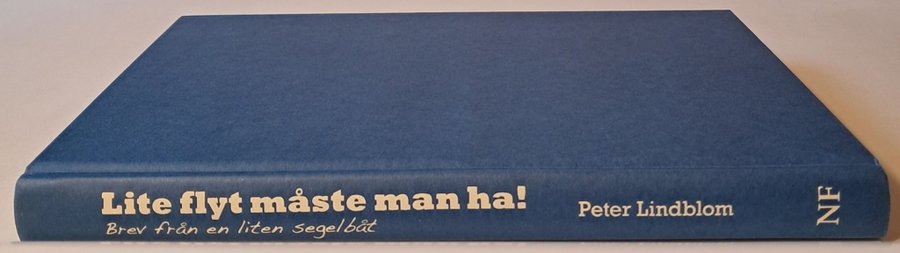 Lite flyt måste man ha!
Brev från en liten segelbåt
Peter Lindblom
NF